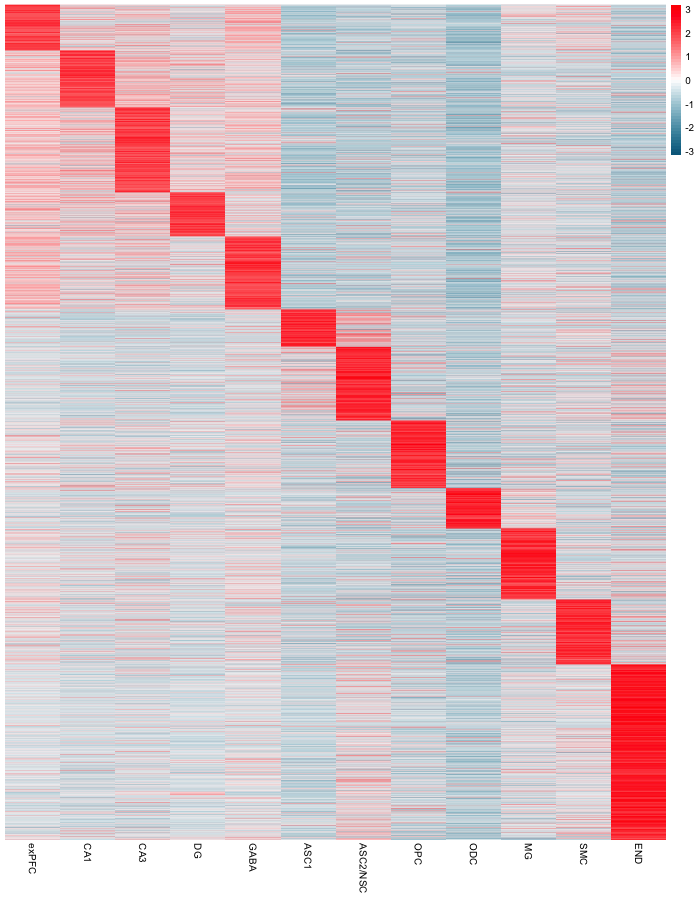 3
2
1
0
-1
-2
-3
exPFC
CA1
CA3
DG
GABA
ASC1
ASC2/NSC
OPC
ODC
MG
SMC
END